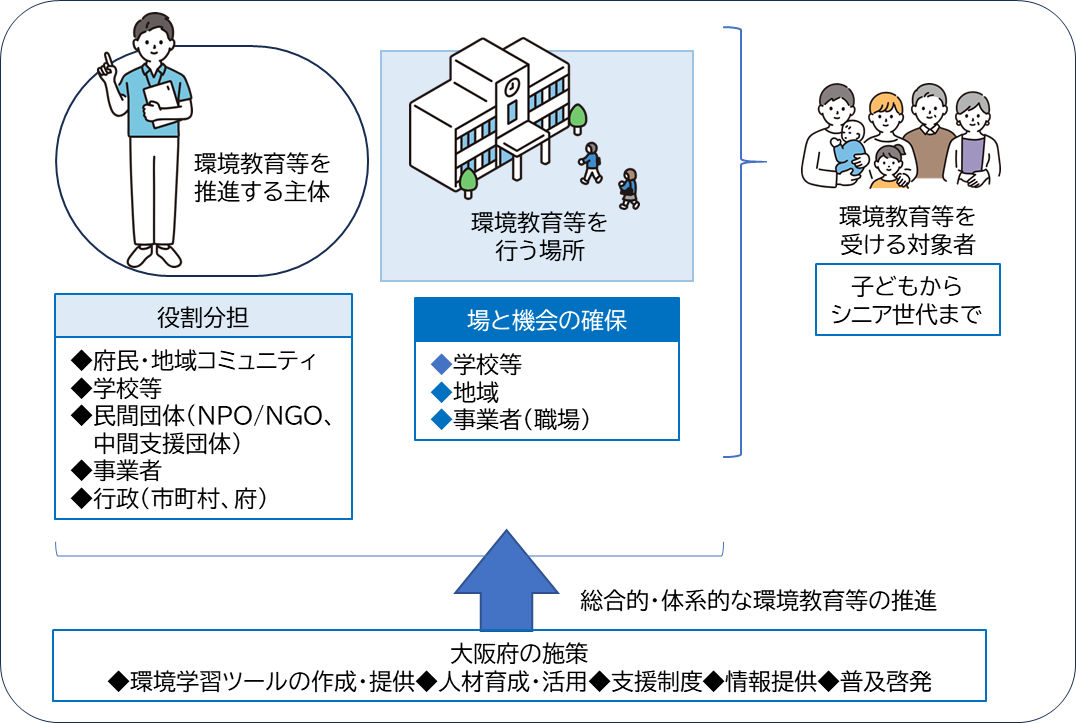 環境教育等を
推進する主体
役割分担
◆府民・地域コミュニティ
◆学校等
◆民間団体（NPO/NGO、
中間支援団体）
◆事業者
◆行政（市町村、府）
環境教育等を
行う場所
場と機会の確保
◆学校等
◆地域
◆事業者（職場）
環境教育等を
受ける対象者
子どもから
シニア世代まで
総合的・体系的な環境教育等の推進
大阪府の施策
◆環境学習ツールの作成・提供◆人材育成・活用◆支援制度◆情報提供◆普及啓発